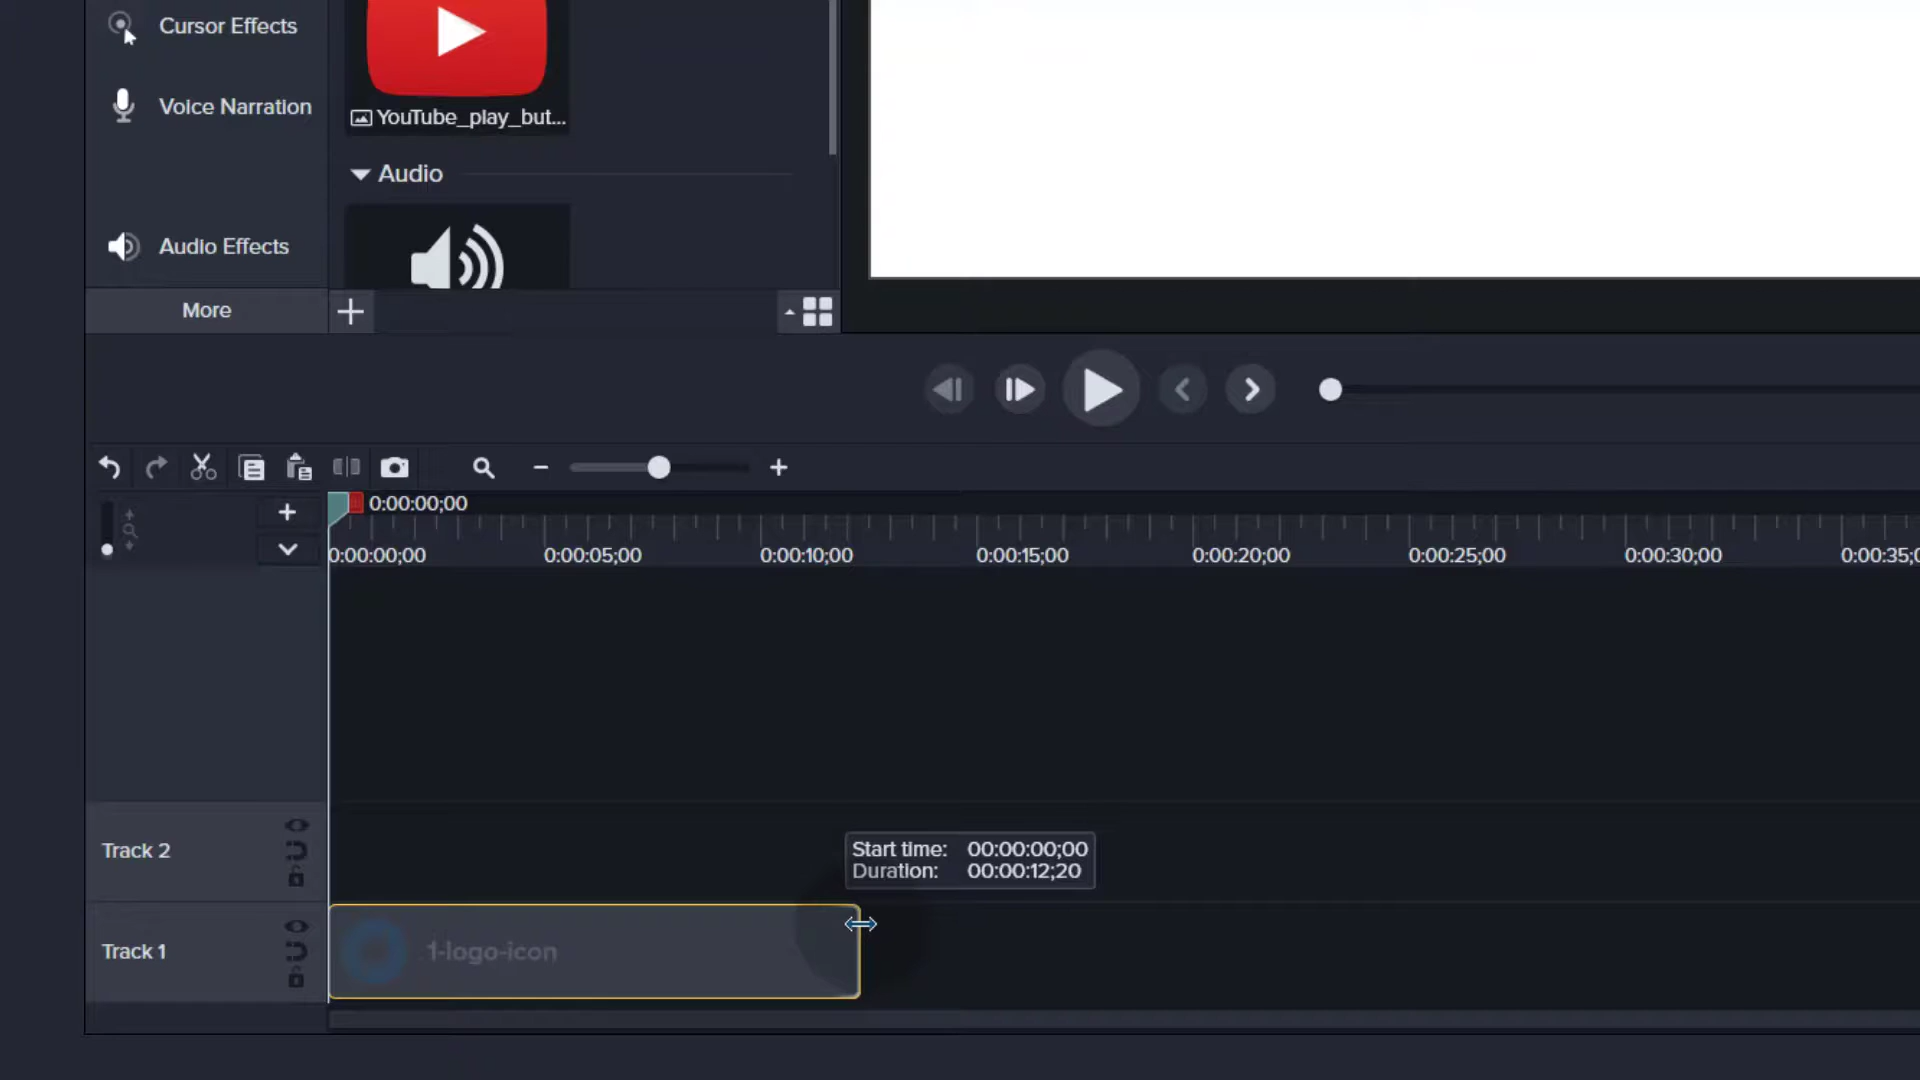 Cursor Effects
Voice Narration
YouTube_play_but...
Audio
Audio Effects
More
0:00:00;00
0:00:00;00 0:00:05;00 0:00:10;00 0:00:15;00 0:00:20;00 0:00:25;00 0:00:30;00 0:00:35;0
Track 2
Start time: 00:00:00;00
Duration: 00:00:12;20
Track 1
1-logo-icon